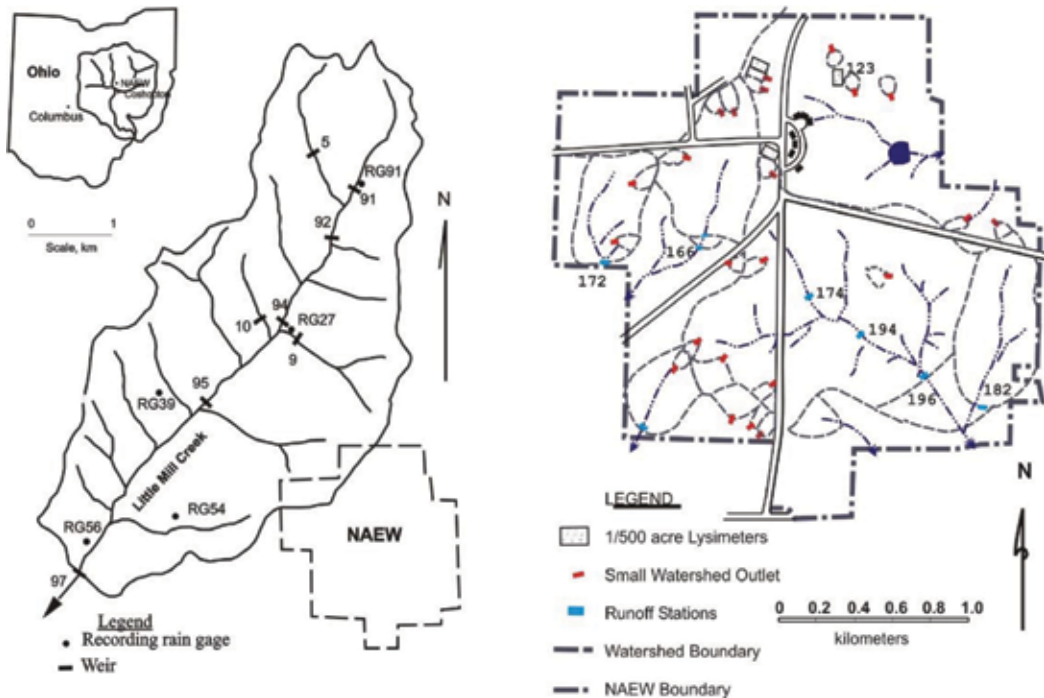 Ohio
NAEW
Coshocton
Columbus
0 1
Scale, km
N
5
RG91
91
92
94
RG27
10
9
95
RG39
Little Mill Creek
RG54
RG56
97
NAEW
Legend
Recording rain gage
Weir
123
166
172
174
194
196
182
N
LEGEND
1/500 acre Lysimeters
Small Watershed Outlet
Runoff Stations
Watershed Boundary
NAEW Boundary
0 0.2 0.4 0.6 0.8 1.0
kilometers